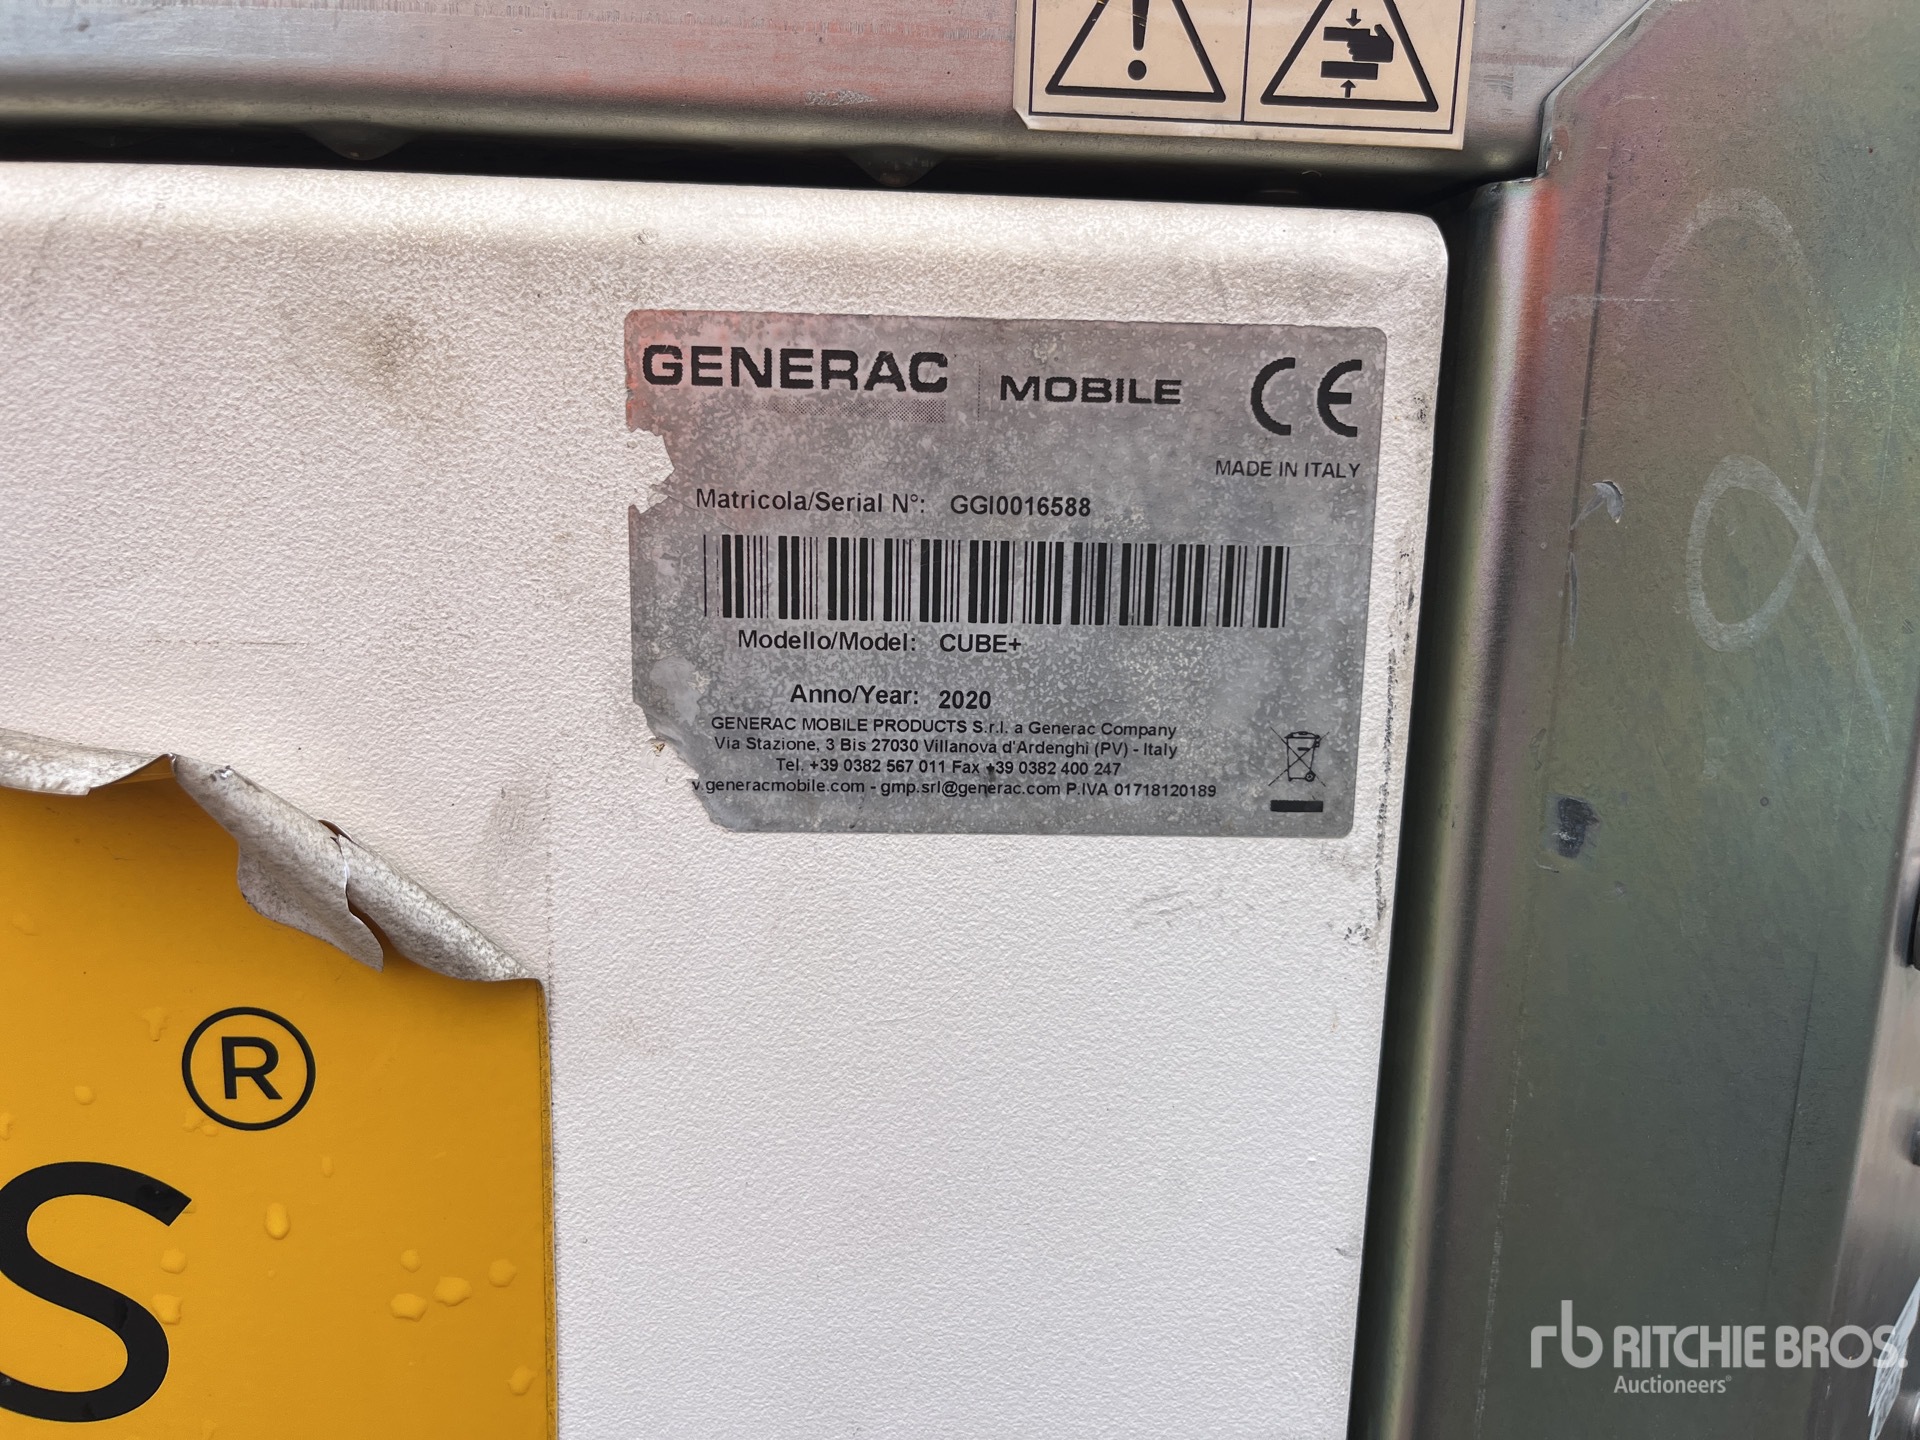 GENERAC MOBILE CE
MADE IN ITALY
Matricola/Serial N°: GGI0016588
Modello/Model: CUBE+
Anno/Year: 2020
GENERAC MOBILE PRODUCTS S.r.l. a Generac Company
Via Stazione, 3 Bis 27030 Villanova d'Ardenghi (PV) - Italy
Tel. +39 0382 567 011 Fax +39 0382 400 247
.generacmobile.com - gmp.srl@generac.com P.IVA 01718120189
®
S
rb RITCHIE BROS.
Auctioneers